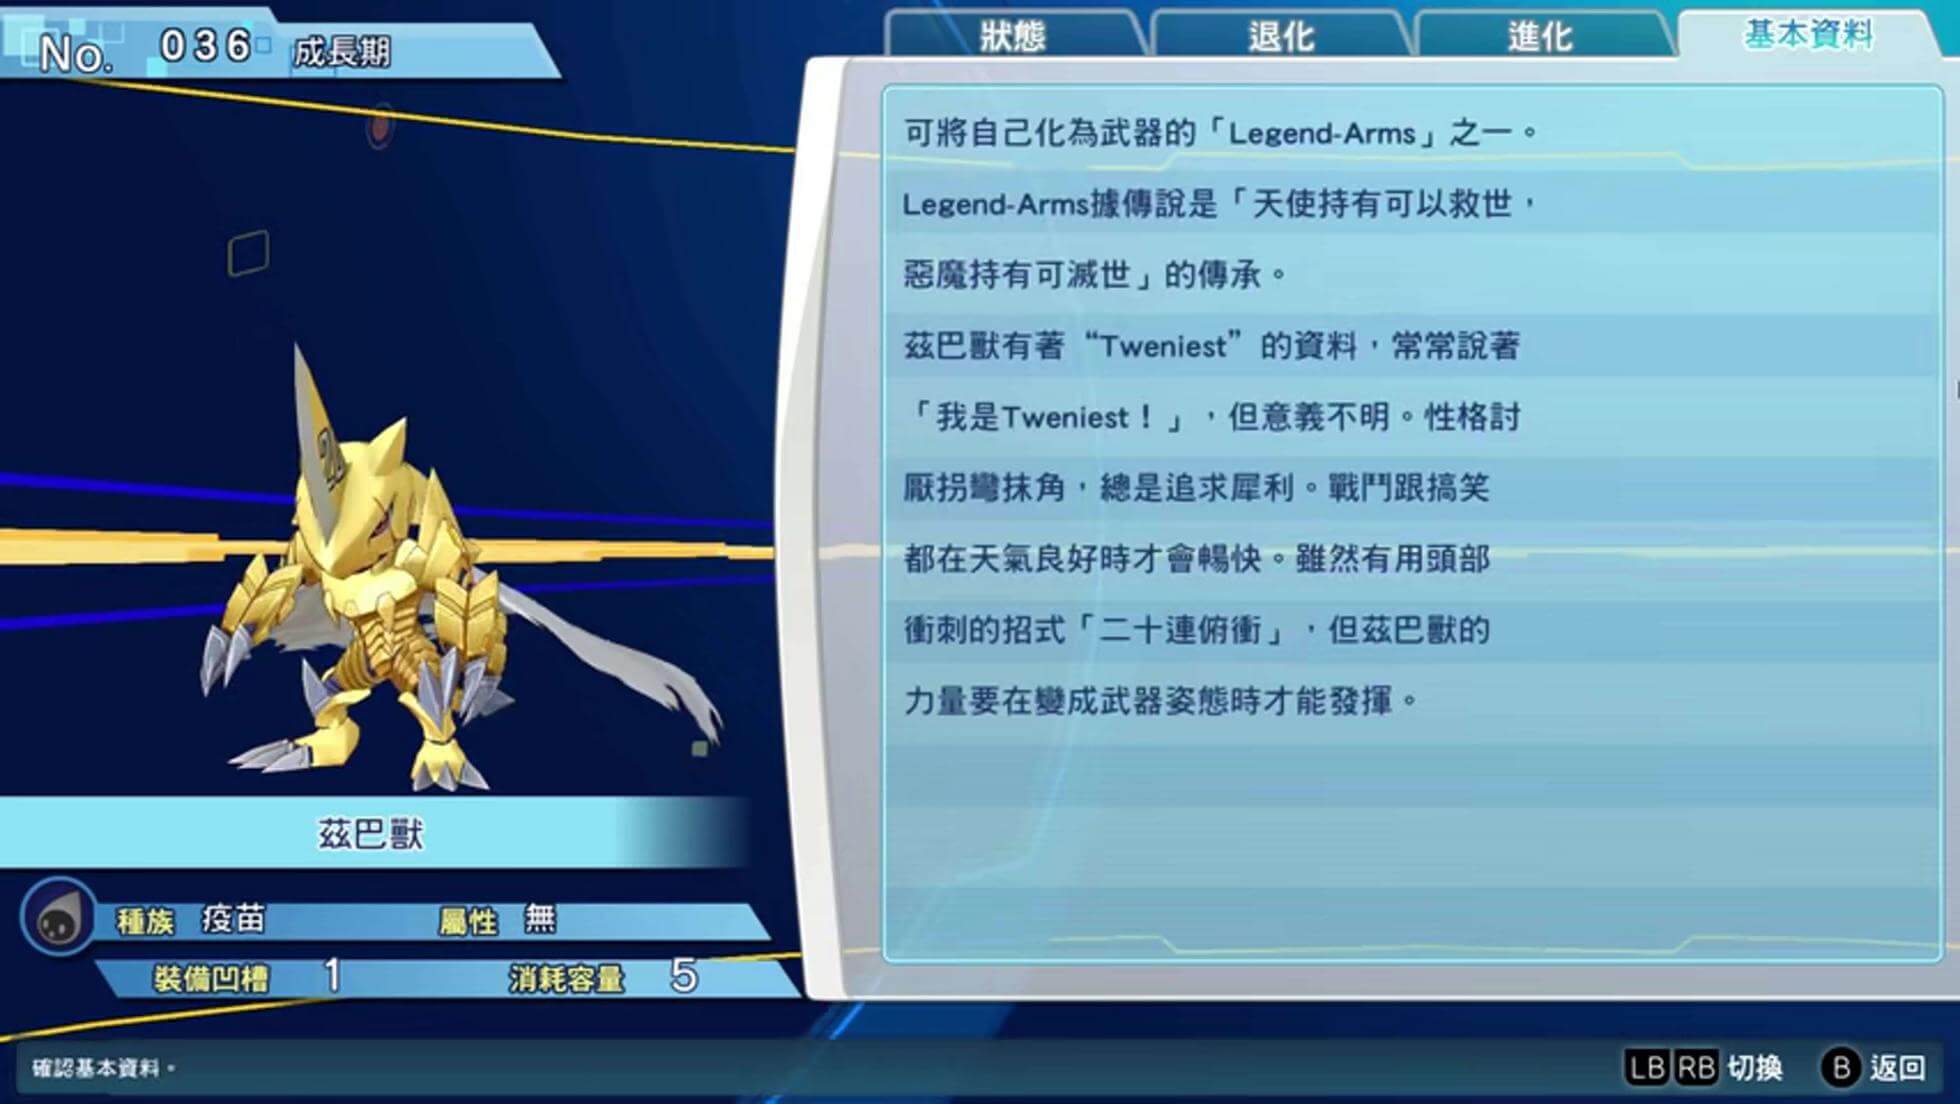 No. 036 成長期
狀態
退化
進化
基本資料
可將自己化為武器的「Legend-Arms」之一。
Legend-Arms據傳說是「天使持有可以救世，
惡魔持有可滅世」的傳承。
茲巴獸有著“Tweniest”的資料，常常說著
「我是Tweniest！」，但意義不明。性格討
厭拐彎抹角，總是追求犀利。戰鬥跟搞笑
都在天氣良好時才會暢快。雖然有用頭部
衝刺的招式「二十連俯衝」，但茲巴獸的
力量要在變成武器姿態時才能發揮。
20
茲巴獸
種族 疫苗 屬性 無
裝備凹槽 1 消耗容量 5
確認基本資料。
LB RB 切換 B 返回